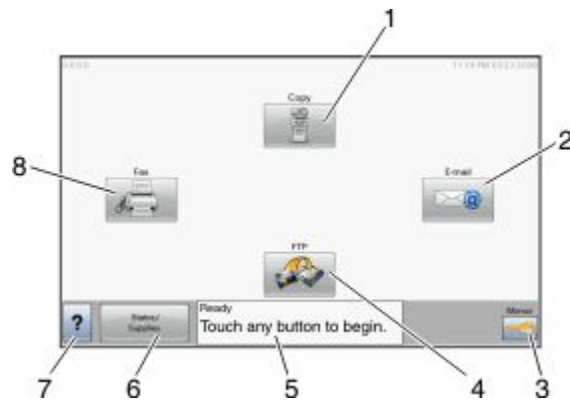 1
Copy
2
E-mail
8
Fax
FTP
Ready
Touch any button to begin.
?
Status/
Supplies
Menus
7
6
5
4
3